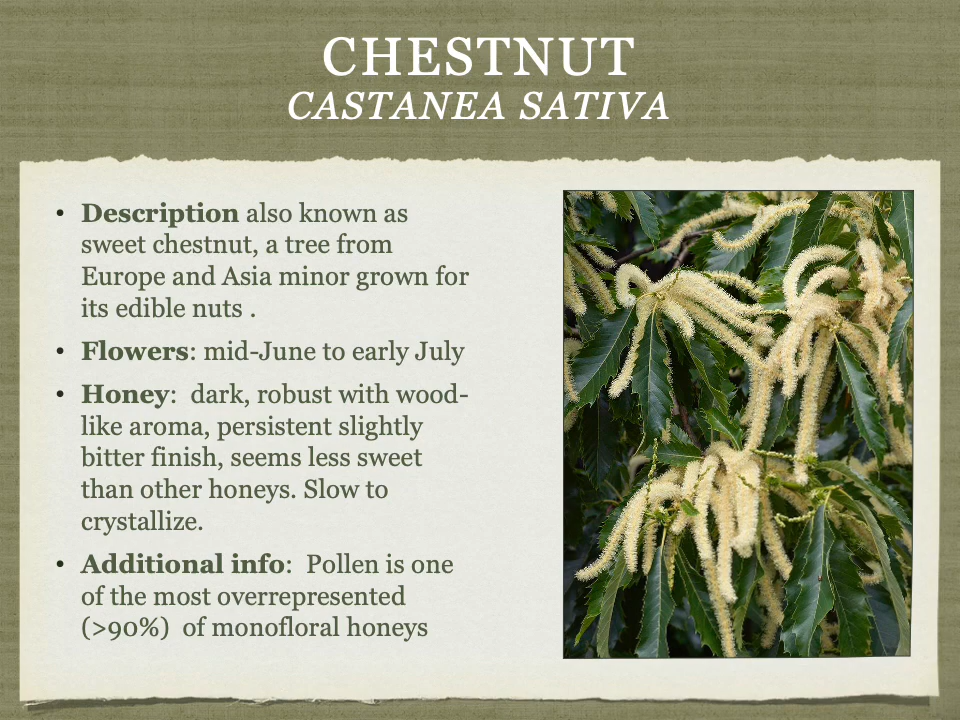 CHESTNUT
CASTANEA SATIVA
• Description also known as
sweet chestnut, a tree from
Europe and Asia minor grown for
its edible nuts .
• Flowers: mid-June to early July
• Honey:  dark, robust with wood-
like aroma, persistent slightly
bitter finish, seems less sweet
than other honeys. Slow to
crystallize.
• Additional info:  Pollen is one
of the most overrepresented
(>90%)  of monofloral honeys